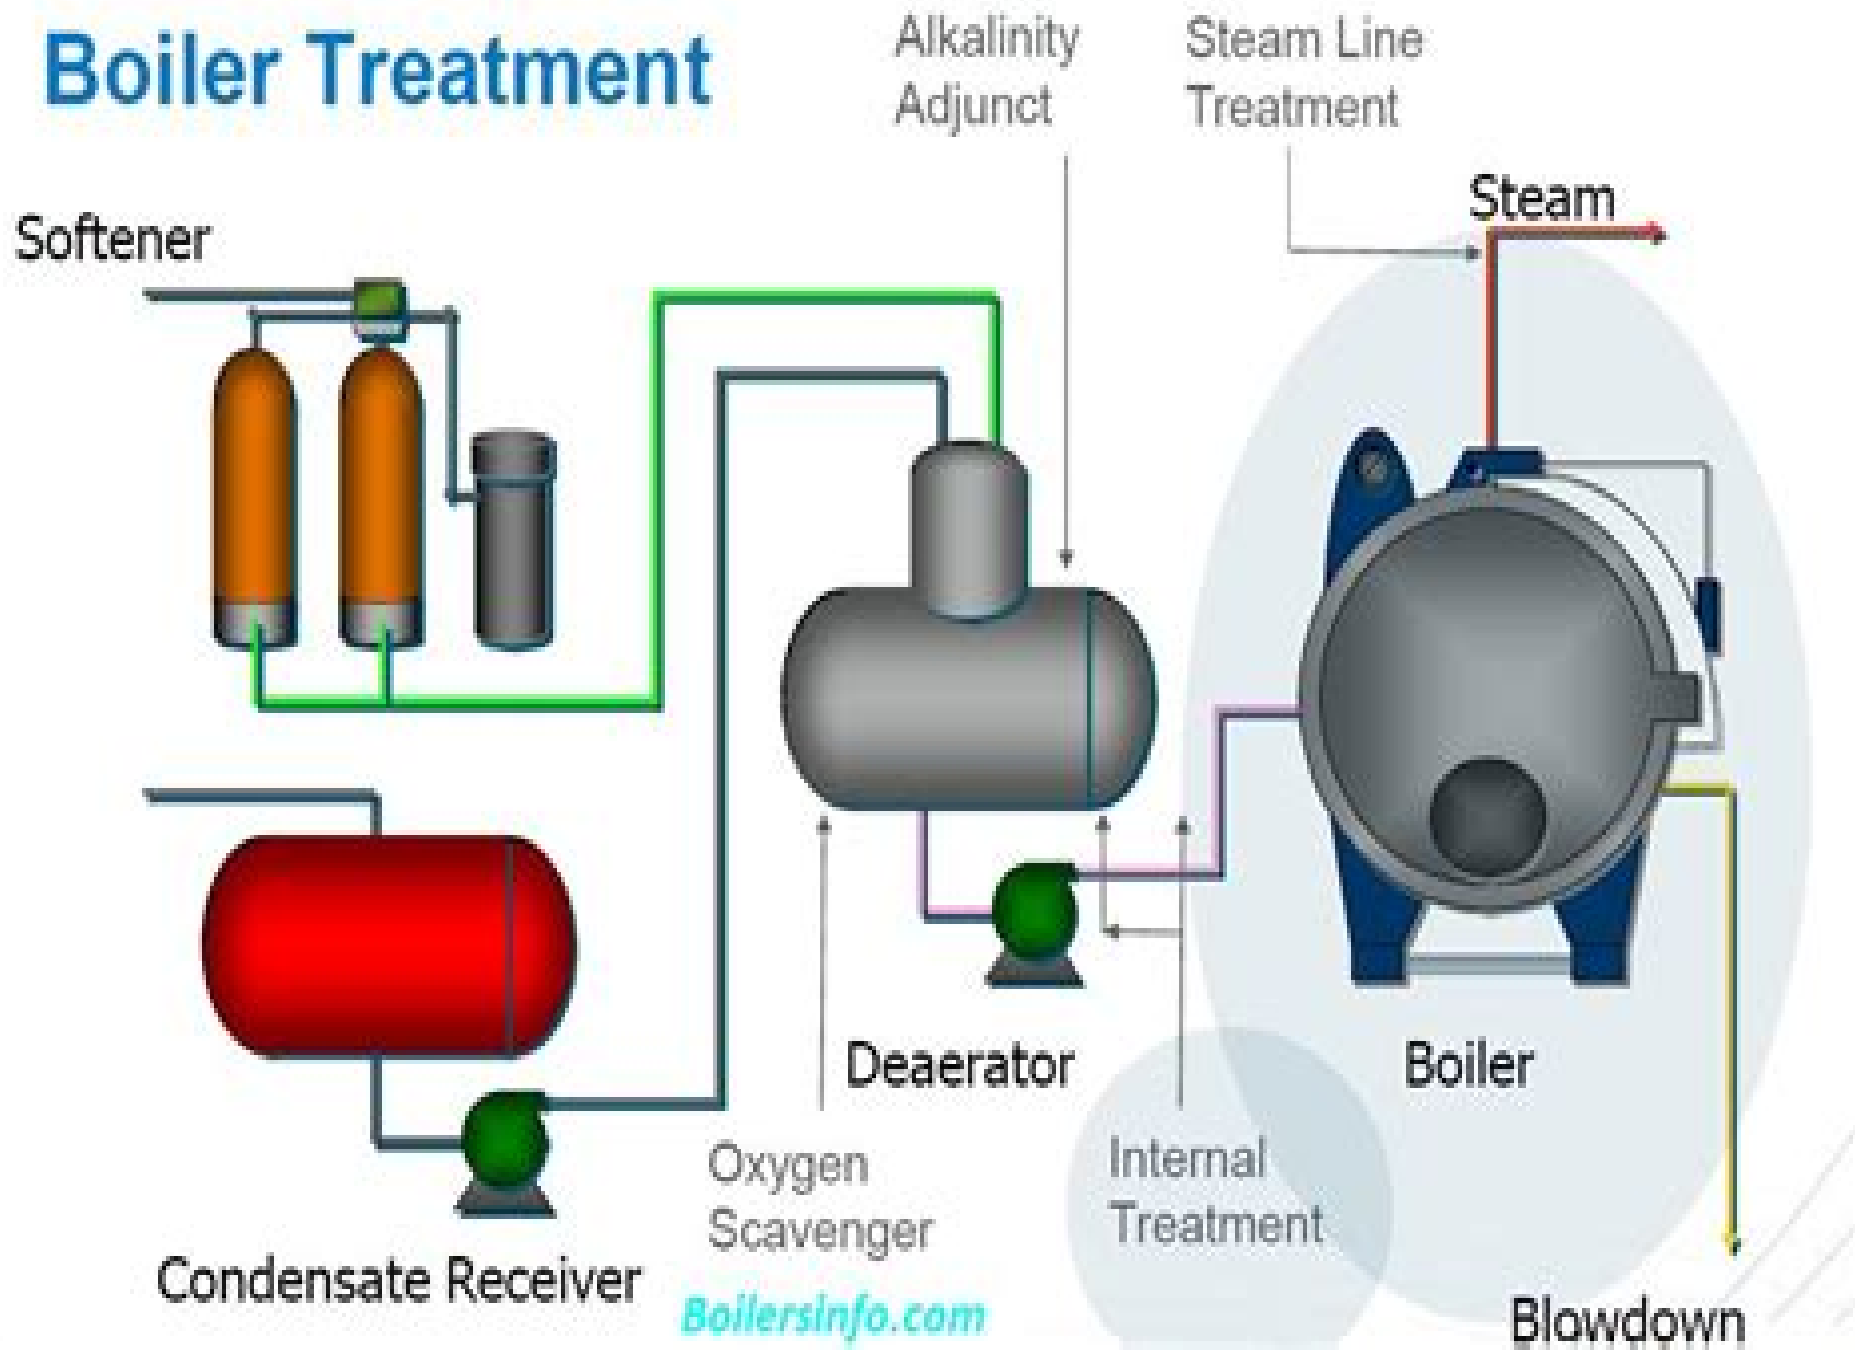 Boiler Treatment
Alkalinity
Adjunct
Steam Line
Treatment
Steam
Softener
Deaerator
Boiler
Oxygen
Scavenger
Internal
Treatment
Condensate Receiver
Boilersinfo.com
Blowdown